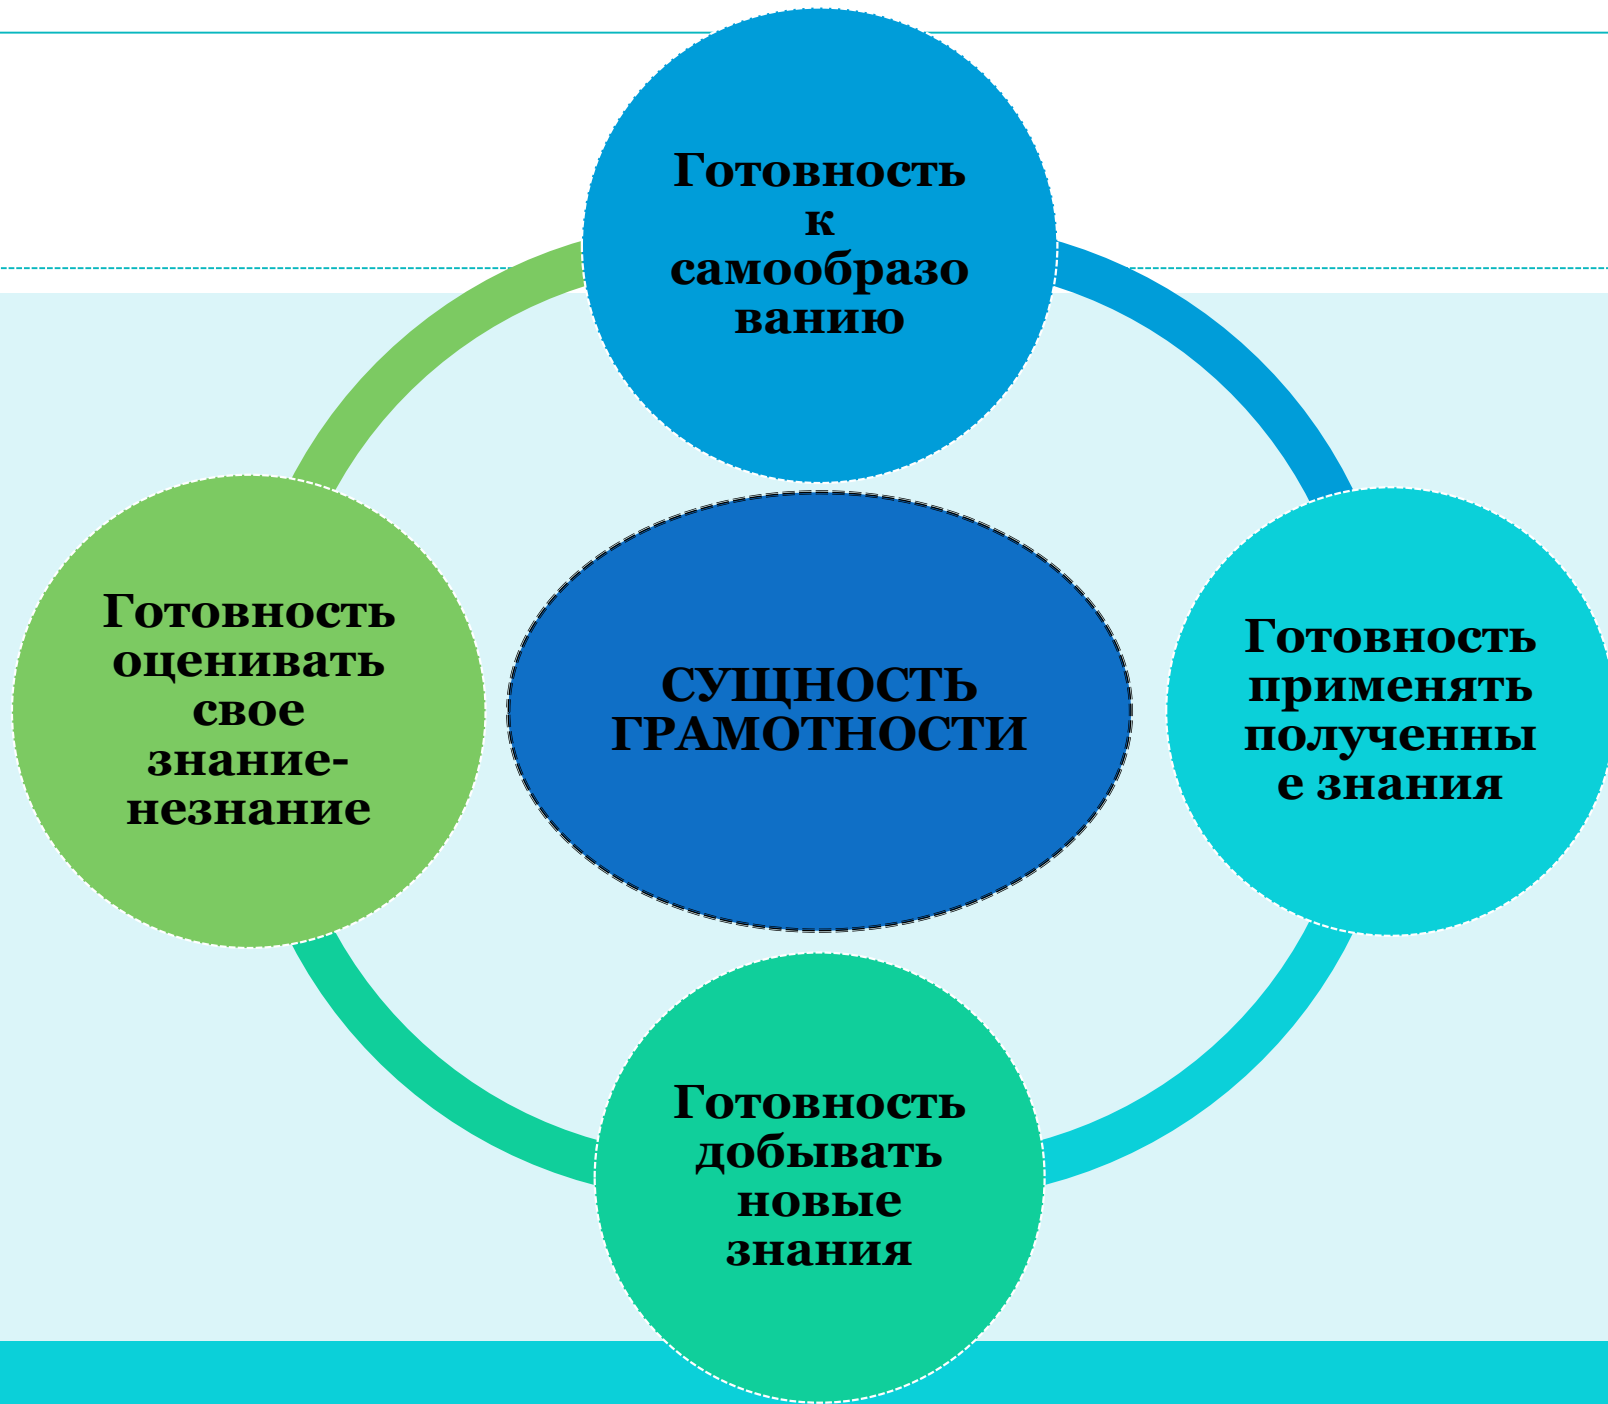 Готовность
к
самообразо
ванию
Готовность
оценивать
свое
знание-
незнание
СУЩНОСТЬ
ГРАМОТНОСТИ
Готовность
применять
полученны
е знания
Готовность
добывать
новые
знания